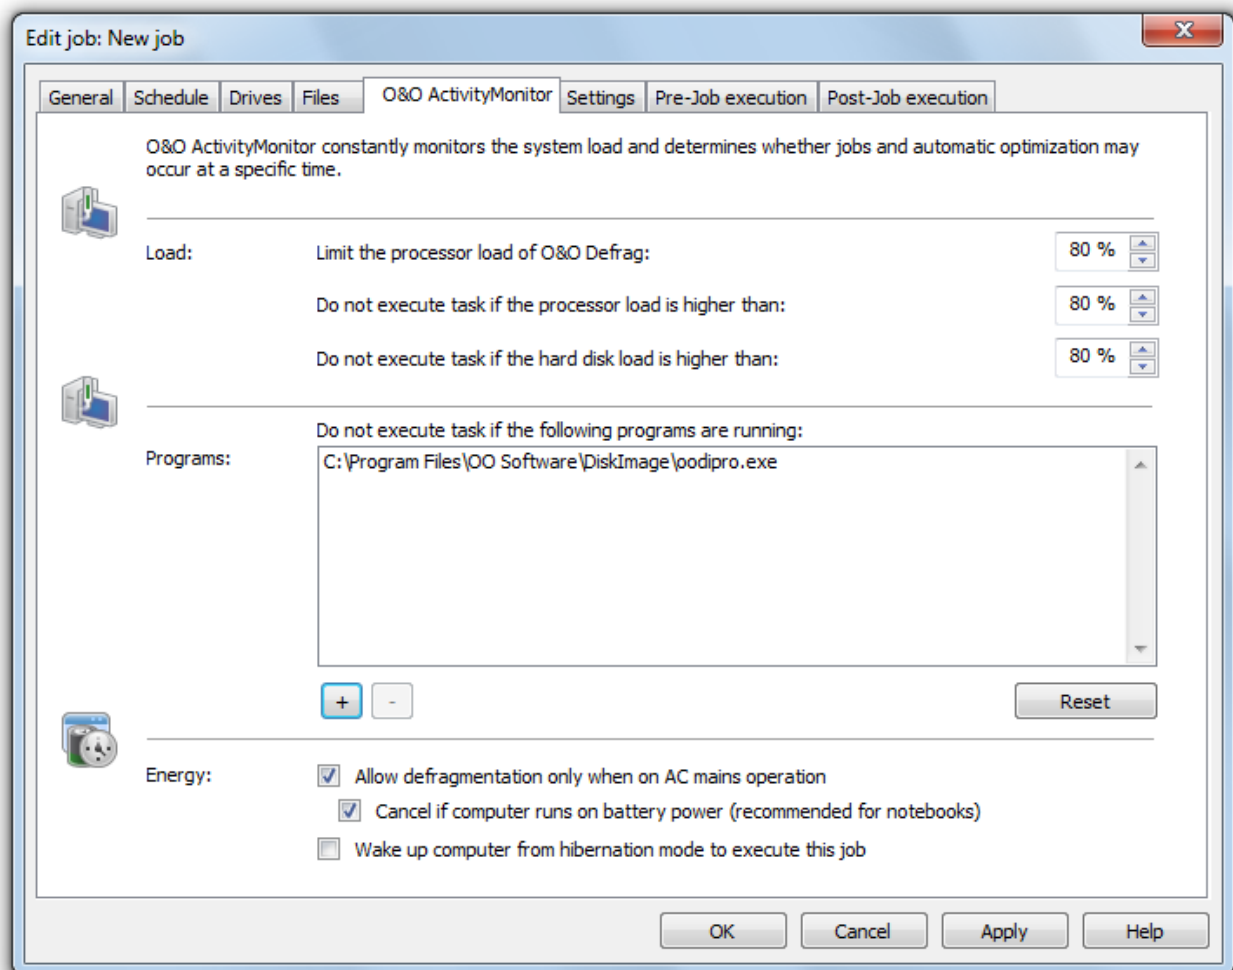 Edit job: New job
General Schedule Drives Files O&O ActivityMonitor Settings Pre-Job execution Post-Job execution
O&O ActivityMonitor constantly monitors the system load and determines whether jobs and automatic optimization may
occur at a specific time.
Load: Limit the processor load of O&O Defrag: 80 %
Do not execute task if the processor load is higher than: 80 %
Do not execute task if the hard disk load is higher than: 80 %
Do not execute task if the following programs are running:
Programs: C:\Program Files\OO Software\DiskImage\oodipro.exe
+ - Reset
Energy: Allow defragmentation only when on AC mains operation
Cancel if computer runs on battery power (recommended for notebooks)
Wake up computer from hibernation mode to execute this job
OK Cancel Apply Help